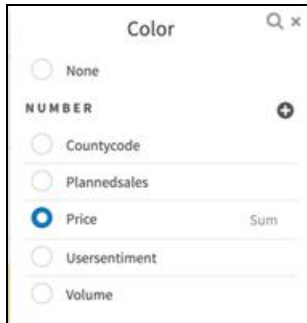 Color
None
NUMBER
Countycode
Plannedsales
Price Sum
Usersentiment
Volume